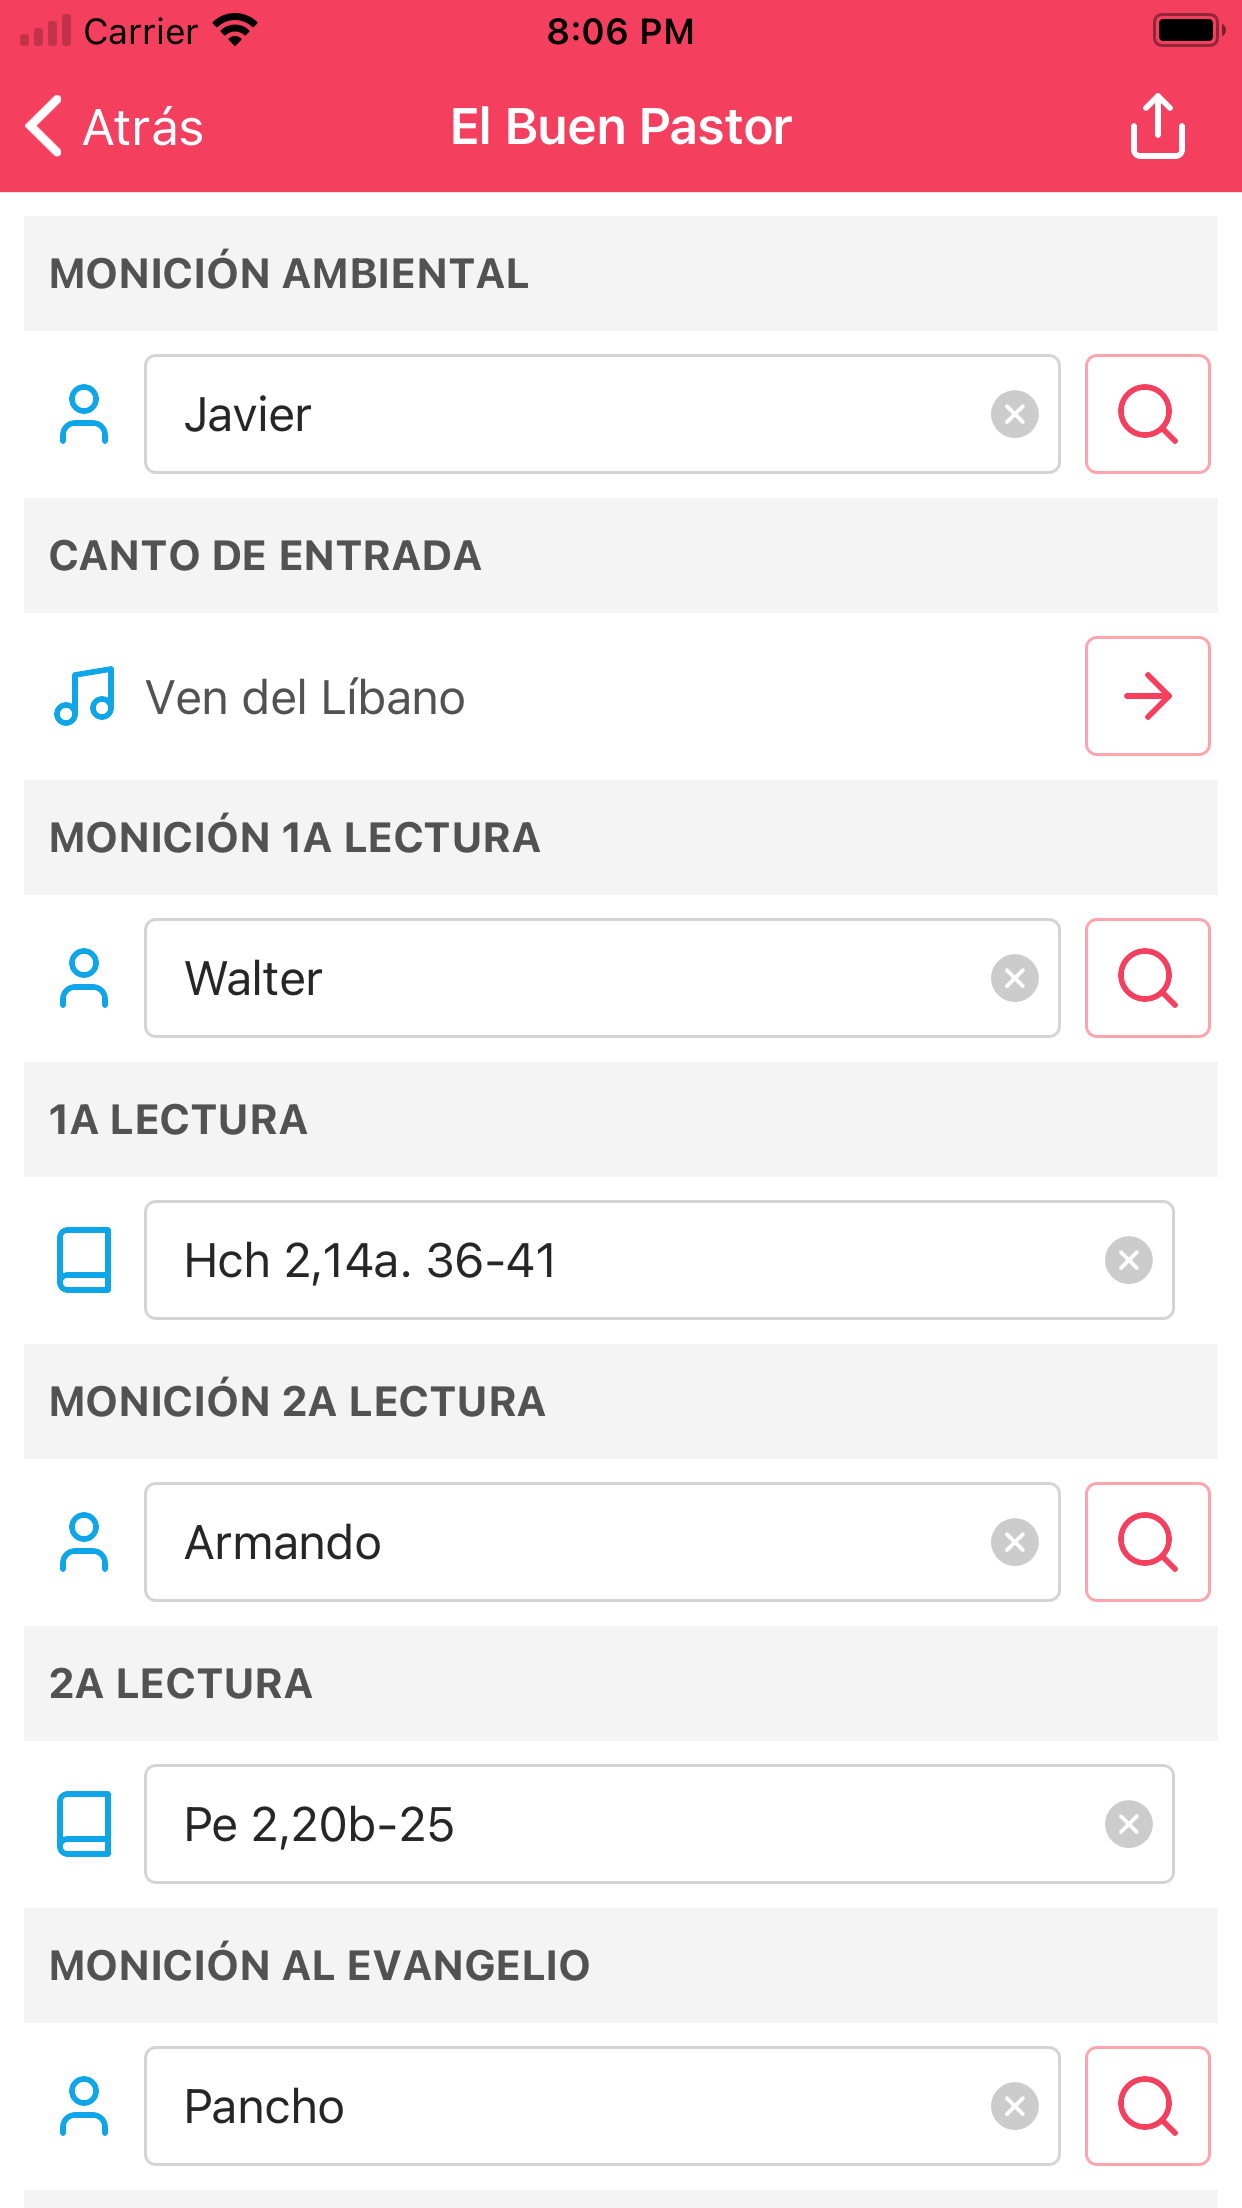 Carrier 8:06 PM
Atrás El Buen Pastor
MONICIÓN AMBIENTAL
Javier
CANTO DE ENTRADA
Ven del Líbano
MONICIÓN 1A LECTURA
Walter
1A LECTURA
Hch 2,14a. 36-41
MONICIÓN 2A LECTURA
Armando
2A LECTURA
Pe 2,20b-25
MONICIÓN AL EVANGELIO
Pancho